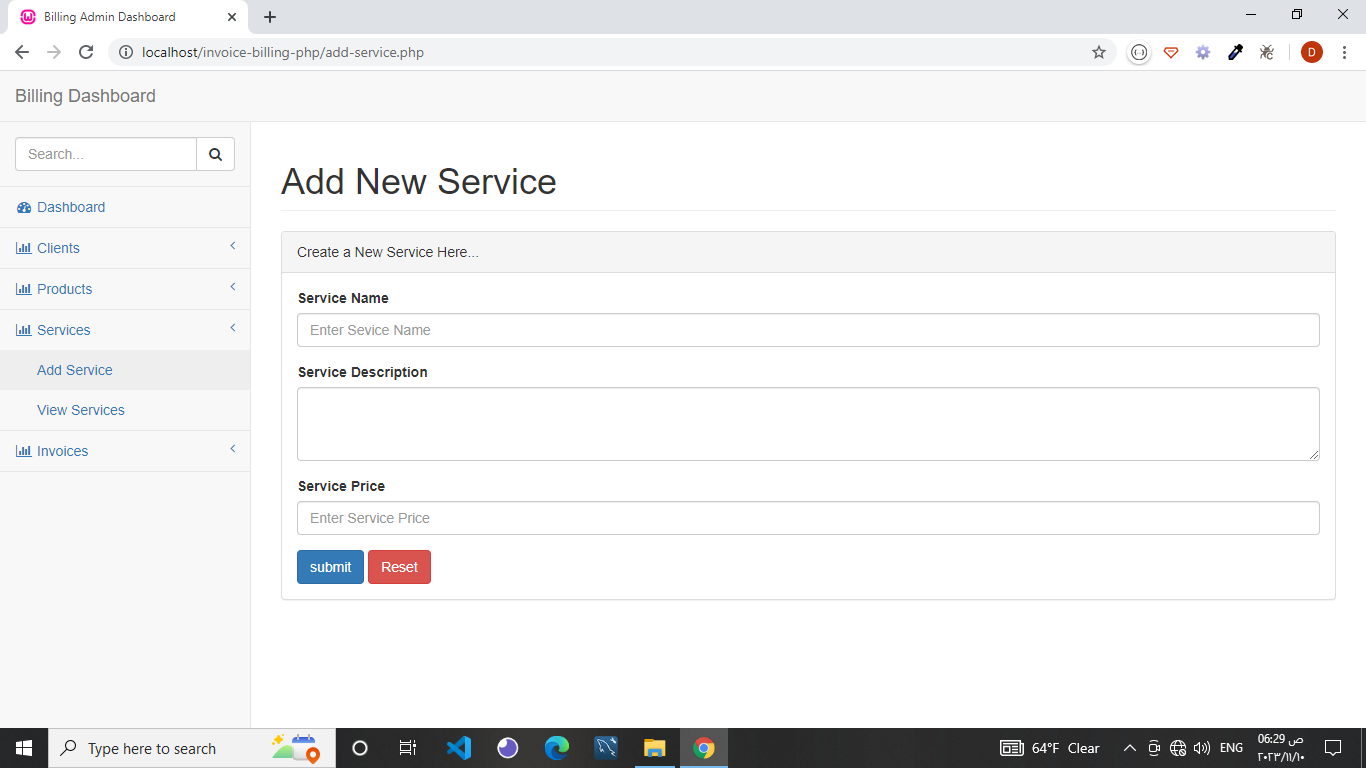 Billing Admin Dashboard
localhost/invoice-billing-php/add-service.php
D
Billing Dashboard
Search...
Dashboard
Clients
Products
Services
Add Service
View Services
Invoices
Add New Service
Create a New Service Here...
Service Name
Enter Sevice Name
Service Description
Service Price
Enter Service Price
submit Reset
Type here to search
64°F Clear
ENG
06:29 ص
٢٠٢٣/١١/١٠